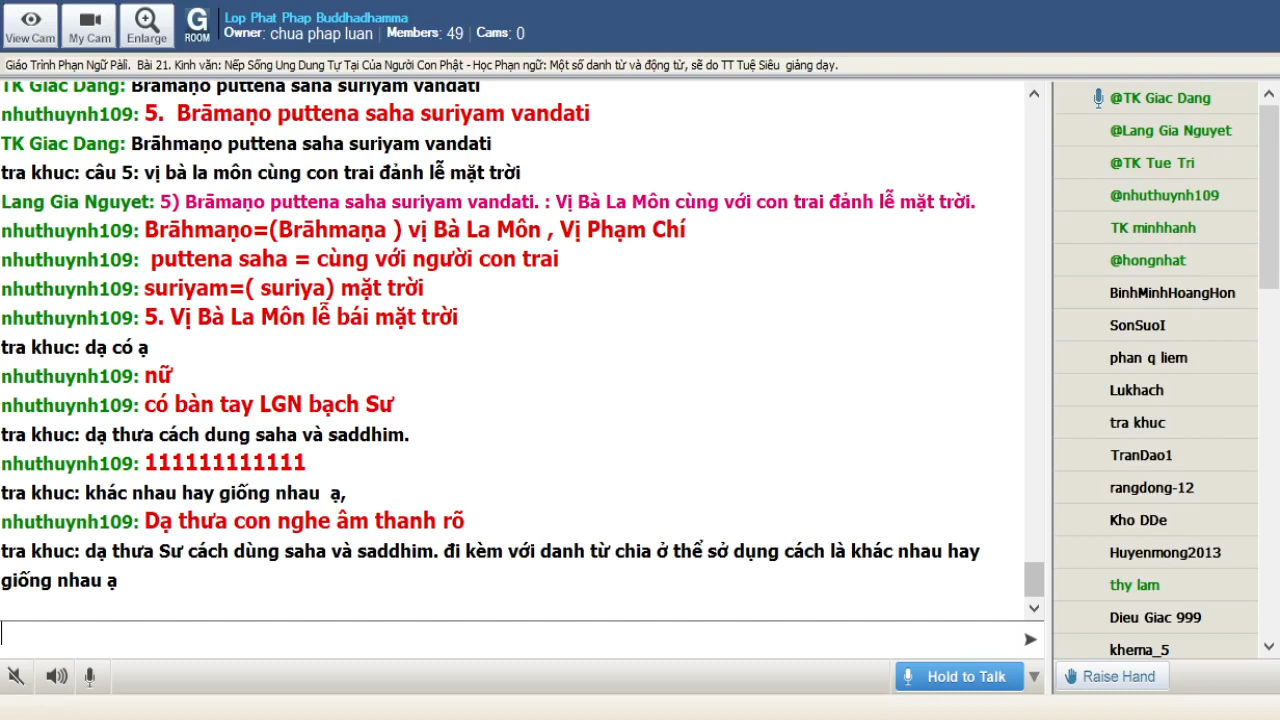 View Cam
My Cam
Enlarge
G
ROOM
Lop Phat Phap Buddhadhamma
Owner: chua phap luan Members: 49 Cams: 0
Giáo Trình Phạn Ngữ Pàli. Bài 21. Kinh văn: Nếp Sống Ung Dung Tự Tại Của Người Con Phật - Học Phạn ngữ: Một số danh từ và động từ, sẽ do TT Tuệ Siêu giảng dạy.
TK Giac Dang: Brāmaṇo puttena saha suriyam vandati
nhuthuynh109: 5. Brāmaṇo puttena saha suriyam vandati
TK Giac Dang: Brāhmaṇo puttena saha suriyam vandati
tra khuc: câu 5: vị bà la môn cùng con trai đảnh lễ mặt trời
Lang Gia Nguyet: 5) Brāmaṇo puttena saha suriyam vandati. : Vị Bà La Môn cùng với con trai đảnh lễ mặt trời.
nhuthuynh109: Brāhmaṇo=(Brāhmaṇa ) vị Bà La Môn , Vị Phạm Chí
nhuthuynh109: puttena saha = cùng với người con trai
nhuthuynh109: suriyam=( suriya) mặt trời
nhuthuynh109: 5. Vị Bà La Môn lễ bái mặt trời
tra khuc: dạ có ạ
nhuthuynh109: nữ
nhuthuynh109: có bàn tay LGN bạch Sư
tra khuc: dạ thưa cách dung saha và saddhim.
nhuthuynh109: 111111111111
tra khuc: khác nhau hay giống nhau ạ,
nhuthuynh109: Dạ thưa con nghe âm thanh rõ
tra khuc: dạ thưa Sư cách dùng saha và saddhim. đi kèm với danh từ chia ở thể sở dụng cách là khác nhau hay
giống nhau ạ
Hold to Talk
@TK Giac Dang
@Lang Gia Nguyet
@TK Tue Tri
@nhuthuynh109
TK minhhanh
@hongnhat
BinhMinhHoangHon
SonSuoI
phan q liem
Lukhach
tra khuc
TranDao1
rangdong-12
Kho DDe
Huyenmong2013
thy lam
Dieu Giac 999
khema_5
Raise Hand